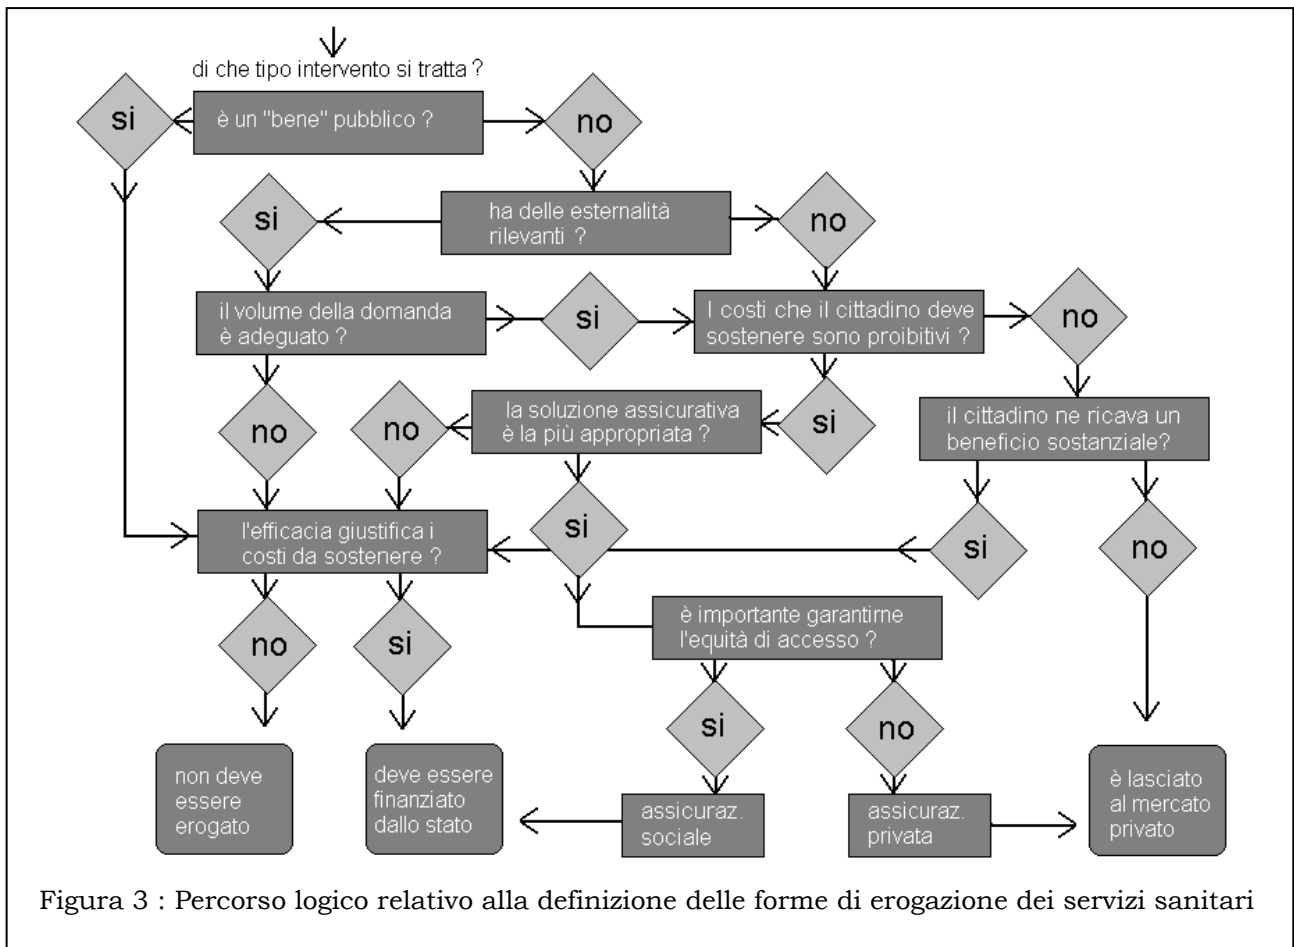 di che tipo intervento si tratta ?
si
è un "bene" pubblico ?
no
si
ha delle esternalità
rilevanti ?
no
il volume della domanda
è adeguato ?
si
I costi che il cittadino deve
sostenere sono proibitivi ?
no
no
no
la soluzione assicurativa
è la più appropriata ?
si
il cittadino ne ricava un
beneficio sostanziale?
l'efficacia giustifica i
costi da sostenere ?
si
si
no
no
si
è importante garantirne
l'equità di accesso ?
si
no
non deve
essere
erogato
deve essere
finanziato
dallo stato
assicuraz.
sociale
assicuraz.
privata
è lasciato
al mercato
privato
Figura 3 : Percorso logico relativo alla definizione delle forme di erogazione dei servizi sanitari